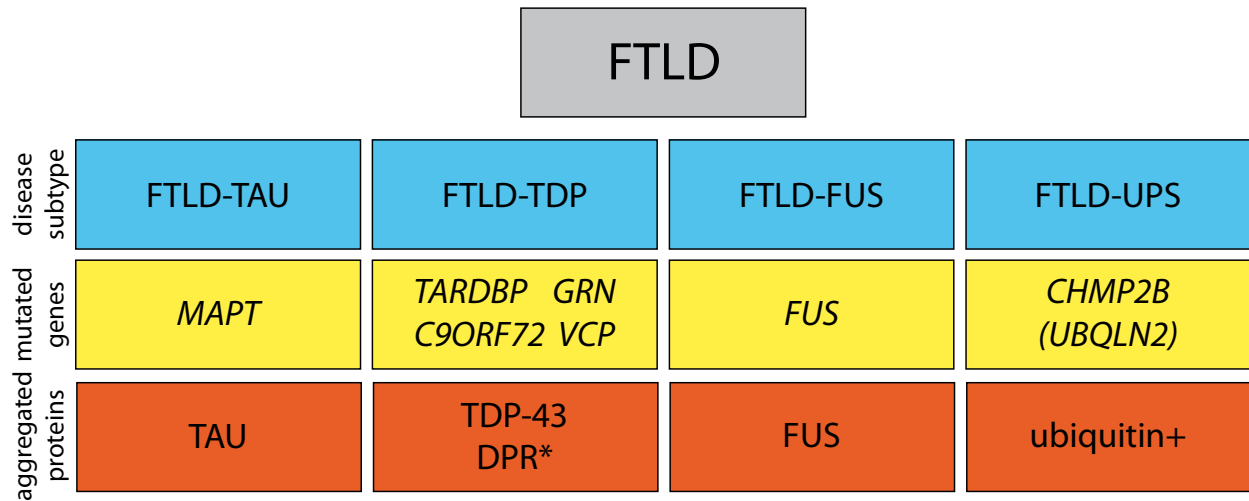 FTLD
disease
subtype
FTLD-TAU
FTLD-TDP
FTLD-FUS
FTLD-UPS
mutated
genes
MAPT
TARDBP GRN
C9ORF72 VCP
FUS
CHMP2B
(UBQLN2)
aggregated
proteins
TAU
TDP-43
DPR*
FUS
ubiquitin+